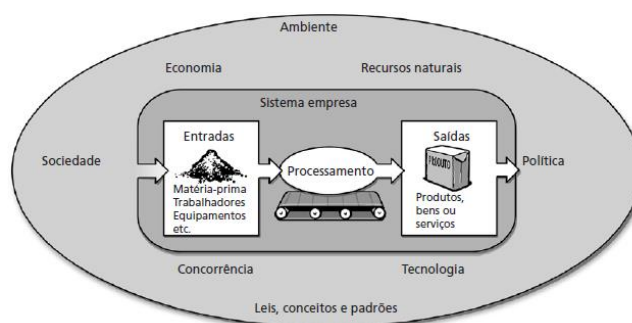 Ambiente
Economia
Recursos naturais
Sistema empresa
Entradas
Saídas
Sociedade
PRODUTO
Processamento
Política
Matéria-prima
Trabalhadores
Equipamentos
etc.
Produtos,
bens ou
serviços
Concorrência
Tecnologia
Leis, conceitos e padrões